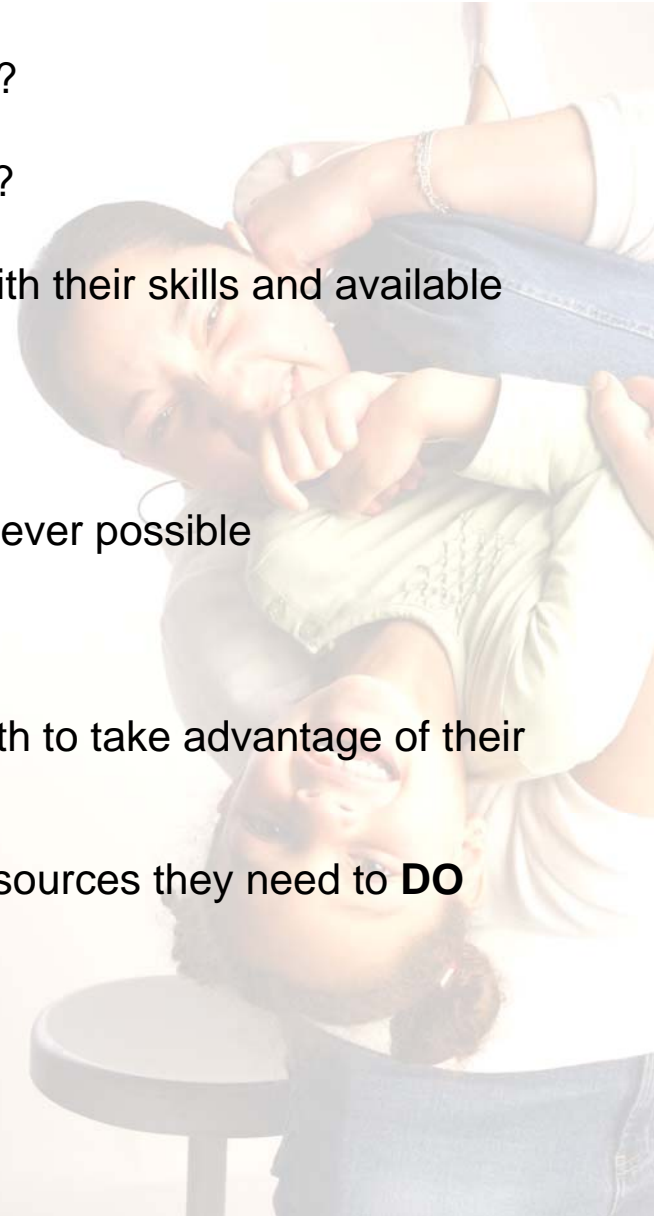 ?
?
ith their skills and available
ever possible
th to take advantage of their
sources they need to DO